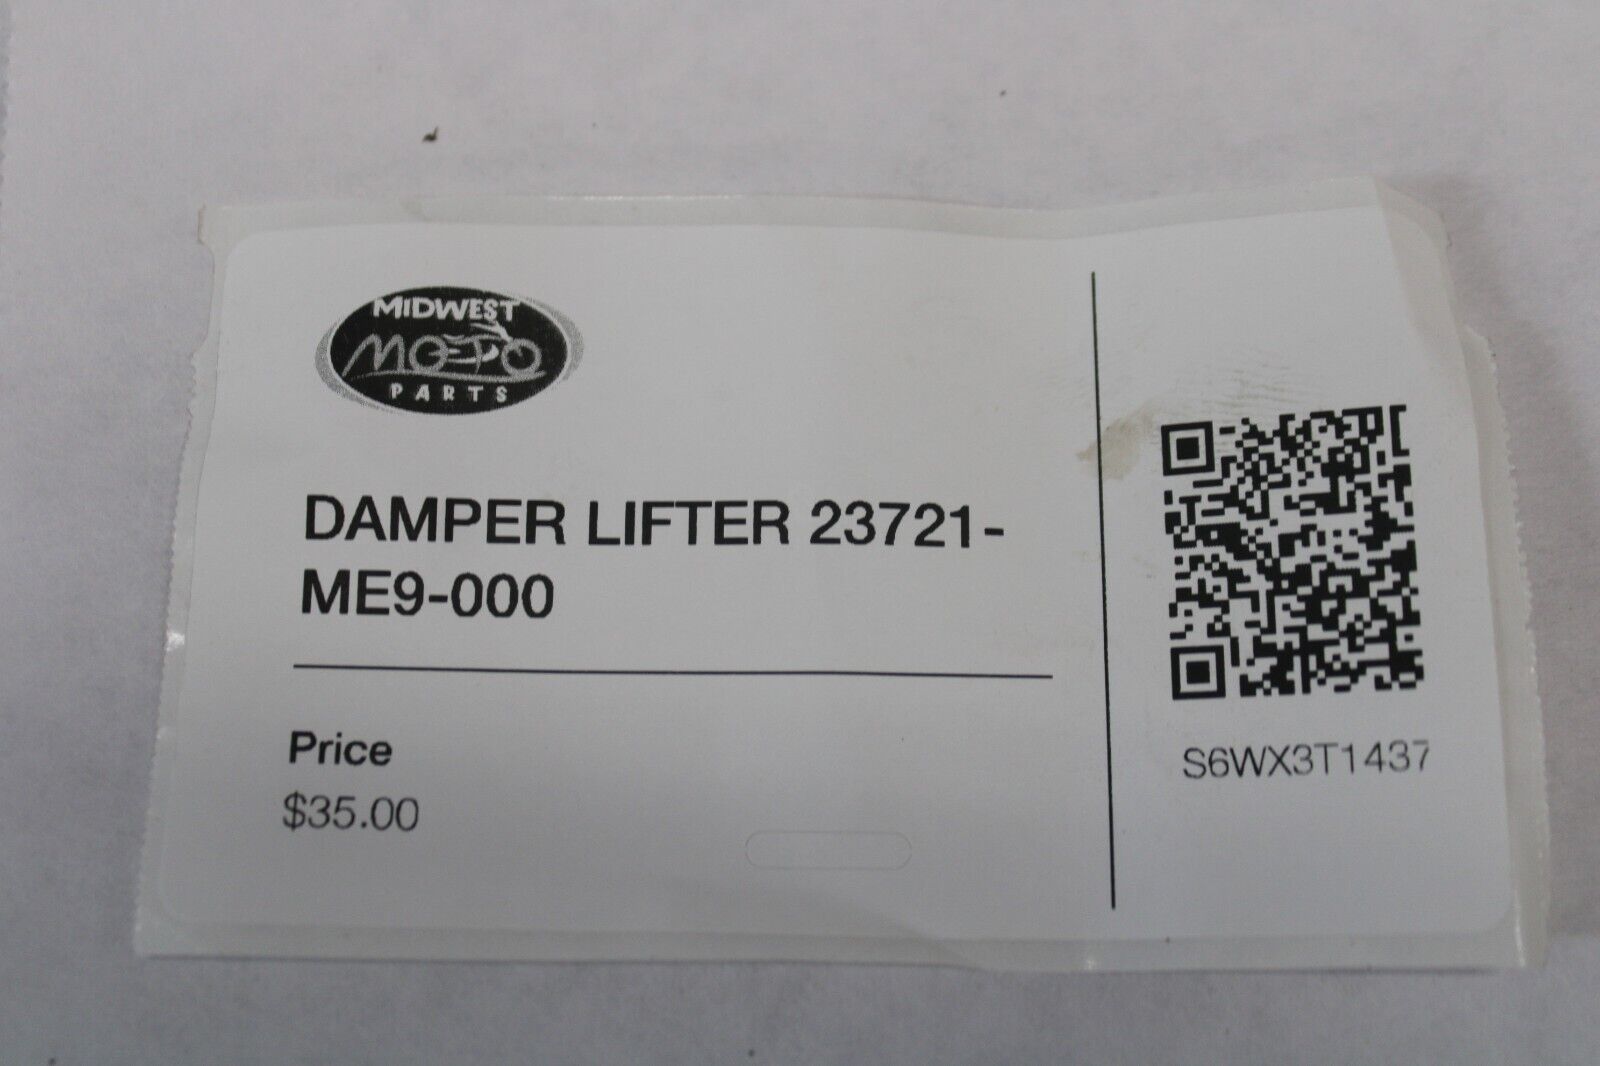 MIDWEST
MOTO
PARTS
DAMPER LIFTER 23721-
ME9-000
Price
$35.00
S6WX3T1437